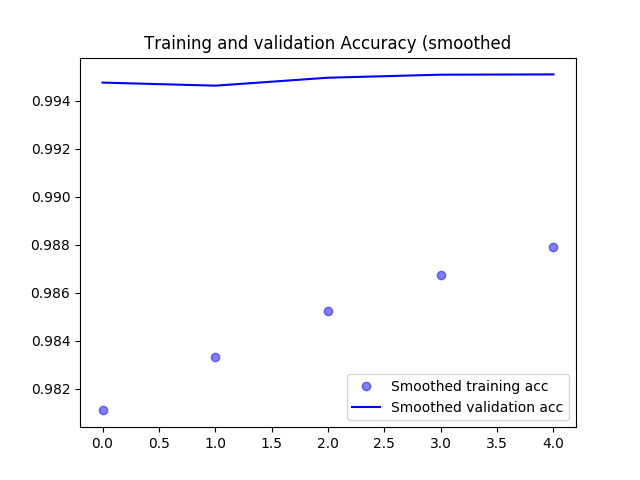 Training and validation Accuracy (smoothed
0.994
0.992
0.990
0.988
0.986
0.984
0.982
Smoothed training acc
Smoothed validation acc
0.0 0.5 1.0 1.5 2.0 2.5 3.0 3.5 4.0